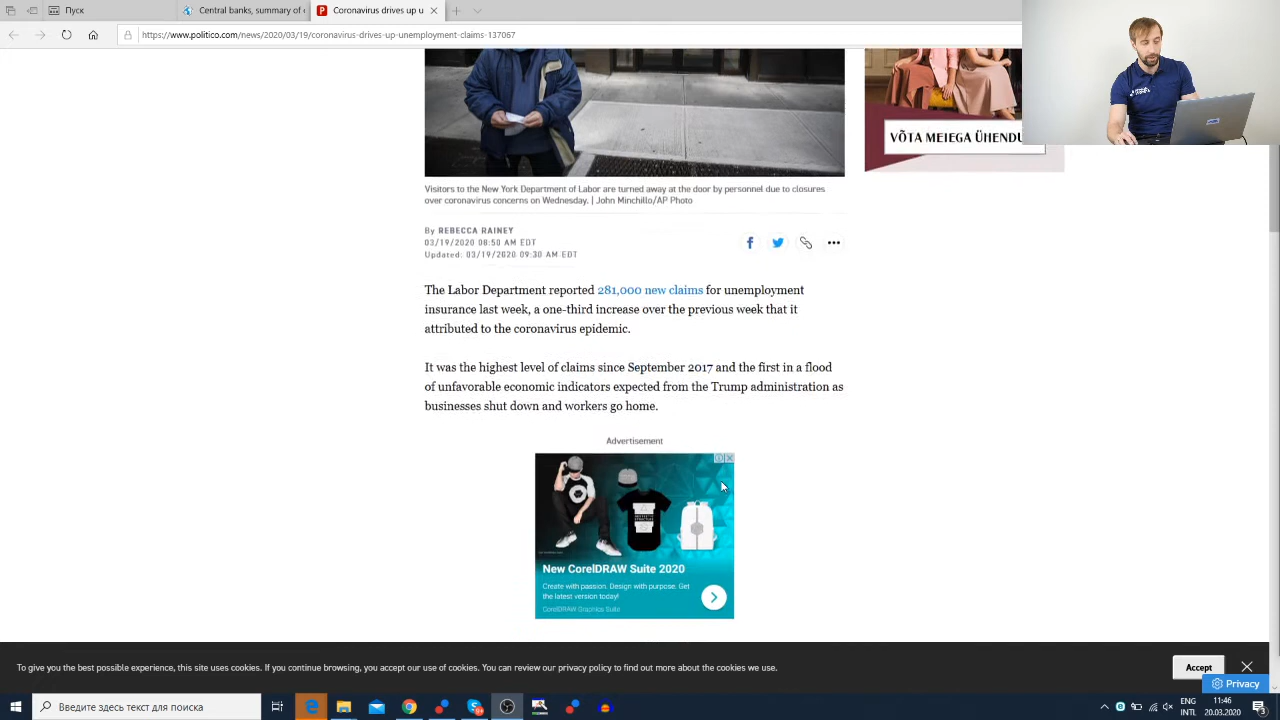 Pús
Zebra: summary of
Coronavirus drives up
https://www.politico.com/news/2020/03/19/coronavirus-drives-up-unemployment-claims-137067
VÕTA MEIEGA ÜHENDU
Visitors to the New York Department of Labor are turned away at the door by personnel due to closures
over coronavirus concerns on Wednesday. | John Minchillo/AP Photo
By REBECCA RAINEY
03/19/2020 08:50 AM EDT
Updated: 03/19/2020 09:30 AM EDT
The Labor Department reported 281,000 new claims for unemployment
insurance last week, a one-third increase over the previous week that it
attributed to the coronavirus epidemic.
It was the highest level of claims since September 2017 and the first in a flood
of unfavorable economic indicators expected from the Trump administration as
businesses shut down and workers go home.
Advertisement
New CorelDRAW Suite 2020
Create with passion. Design with purpose. Get
the latest version today!
CorelDRAW Graphics Suite
To give you the best possible experience, this site uses cookies. If you continue browsing, you accept our use of cookies. You can review our privacy policy to find out more about the cookies we use.
Accept
Privacy
Введите здесь текст для поиска
ENG
INTL
11:46
20.03.2020